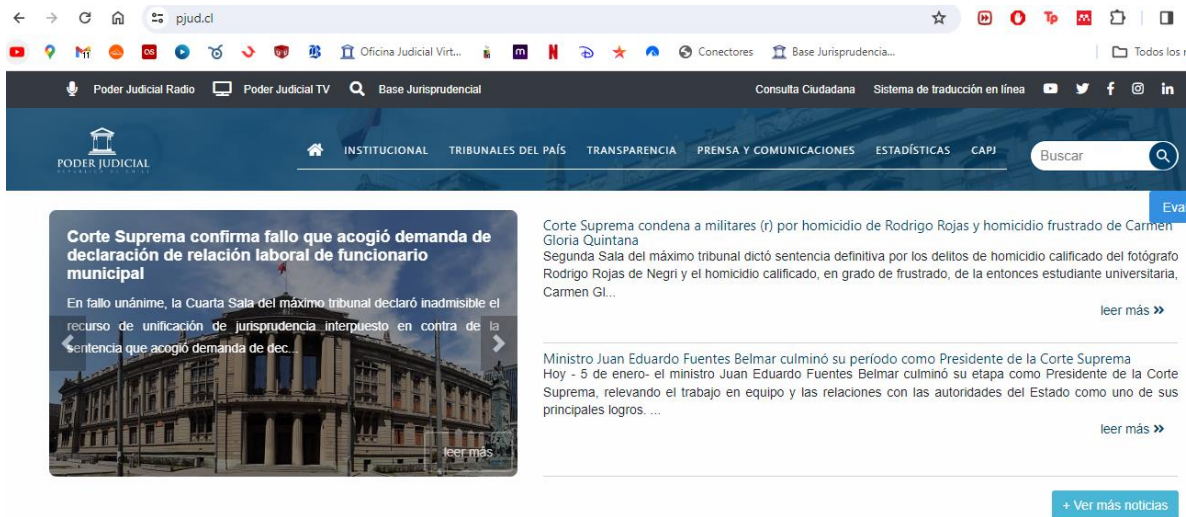 pjud.cl
Oficina Judicial Virt...
Conectores
Base Jurisprudencia...
Todos los
Poder Judicial Radio
Poder Judicial TV
Base Jurisprudencial
Consulta Ciudadana
Sistema de traducción en línea
PODER JUDICIAL
REPUBLICA DE CHILE
INSTITUCIONAL
TRIBUNALES DEL PAÍS
TRANSPARENCIA
PRENSA Y COMUNICACIONES
ESTADÍSTICAS
CAPJ
Buscar
Eva
Corte Suprema confirma fallo que acogió demanda de
declaración de relación laboral de funcionario
municipal
En fallo unánime, la Cuarta Sala del máximo tribunal declaró inadmisible el
recurso de unificación de jurisprudencia interpuesto en contra de la
sentencia que acogió demanda de dec...
leer más
Corte Suprema condena a militares (r) por homicidio de Rodrigo Rojas y homicidio frustrado de Carmen
Gloria Quintana
Segunda Sala del máximo tribunal dictó sentencia definitiva por los delitos de homicidio calificado del fotógrafo
Rodrigo Rojas de Negri y el homicidio calificado, en grado de frustrado, de la entonces estudiante universitaria,
Carmen Gl...
leer más »
Ministro Juan Eduardo Fuentes Belmar culminó su período como Presidente de la Corte Suprema
Hoy - 5 de enero- el ministro Juan Eduardo Fuentes Belmar culminó su etapa como Presidente de la Corte
Suprema, relevando el trabajo en equipo y las relaciones con las autoridades del Estado como uno de sus
principales logros. ...
leer más »
+ Ver más noticias